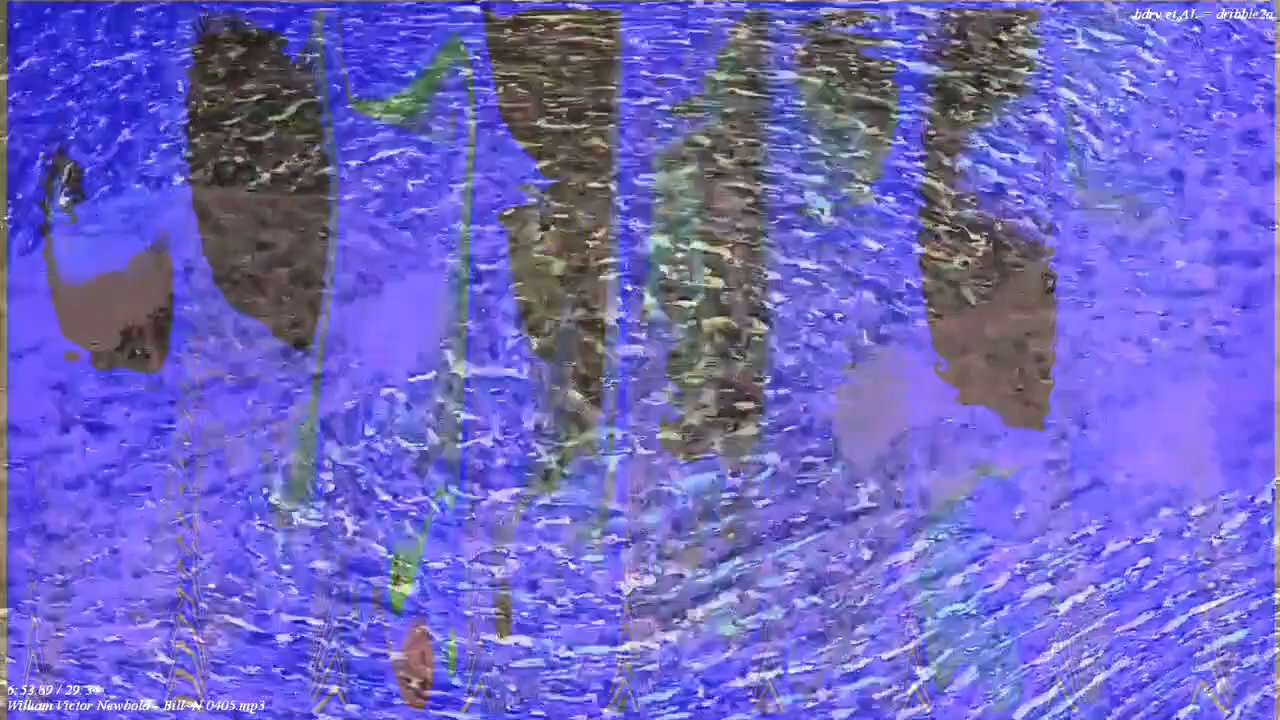 bdrv et AL = dribble2a
6:53.89 / 29:34
William Victor Newbold - Bill-N 0405.mp3